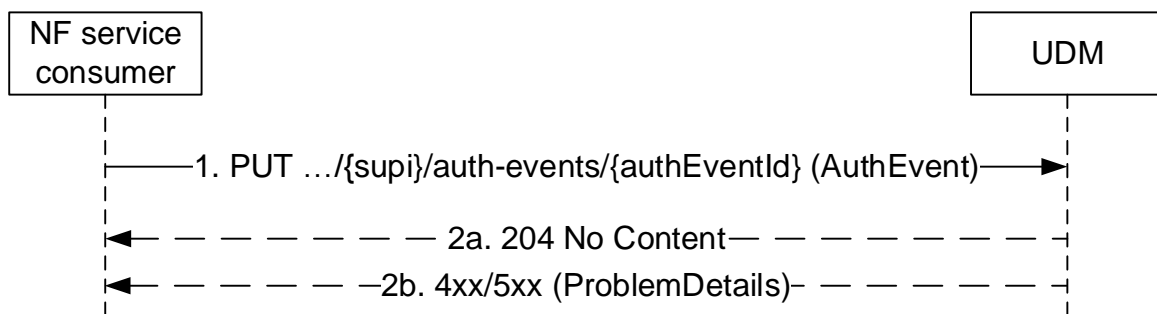 NF service
consumer
UDM
1. PUT …/{supi}/auth-events/{authEventId} (AuthEvent)
2a. 204 No Content
2b. 4xx/5xx (ProblemDetails)